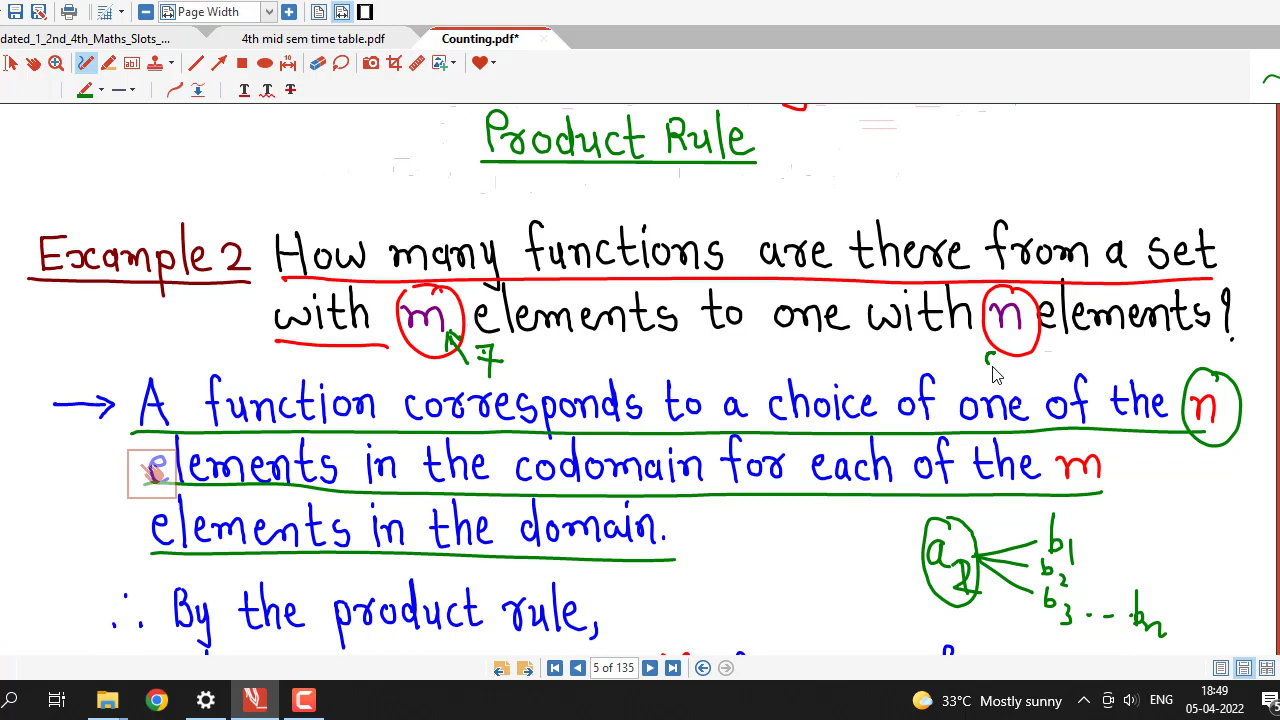 Page Width
dated_1_2nd_4th_Maths_Slots_...
4th mid sem time table.pdf
Counting.pdf*
Product Rule
Example 2 How many functions are there from a set
with m elements to one with n elements?
7
→ A function corresponds to a choice of one of the n
elements in the codomain for each of the m
elements in the domain.
b1
a
b2
b3 . -- bn
∴ By the product rule,
5 of 135
33°C Mostly sunny
ENG
18:49
05-04-2022